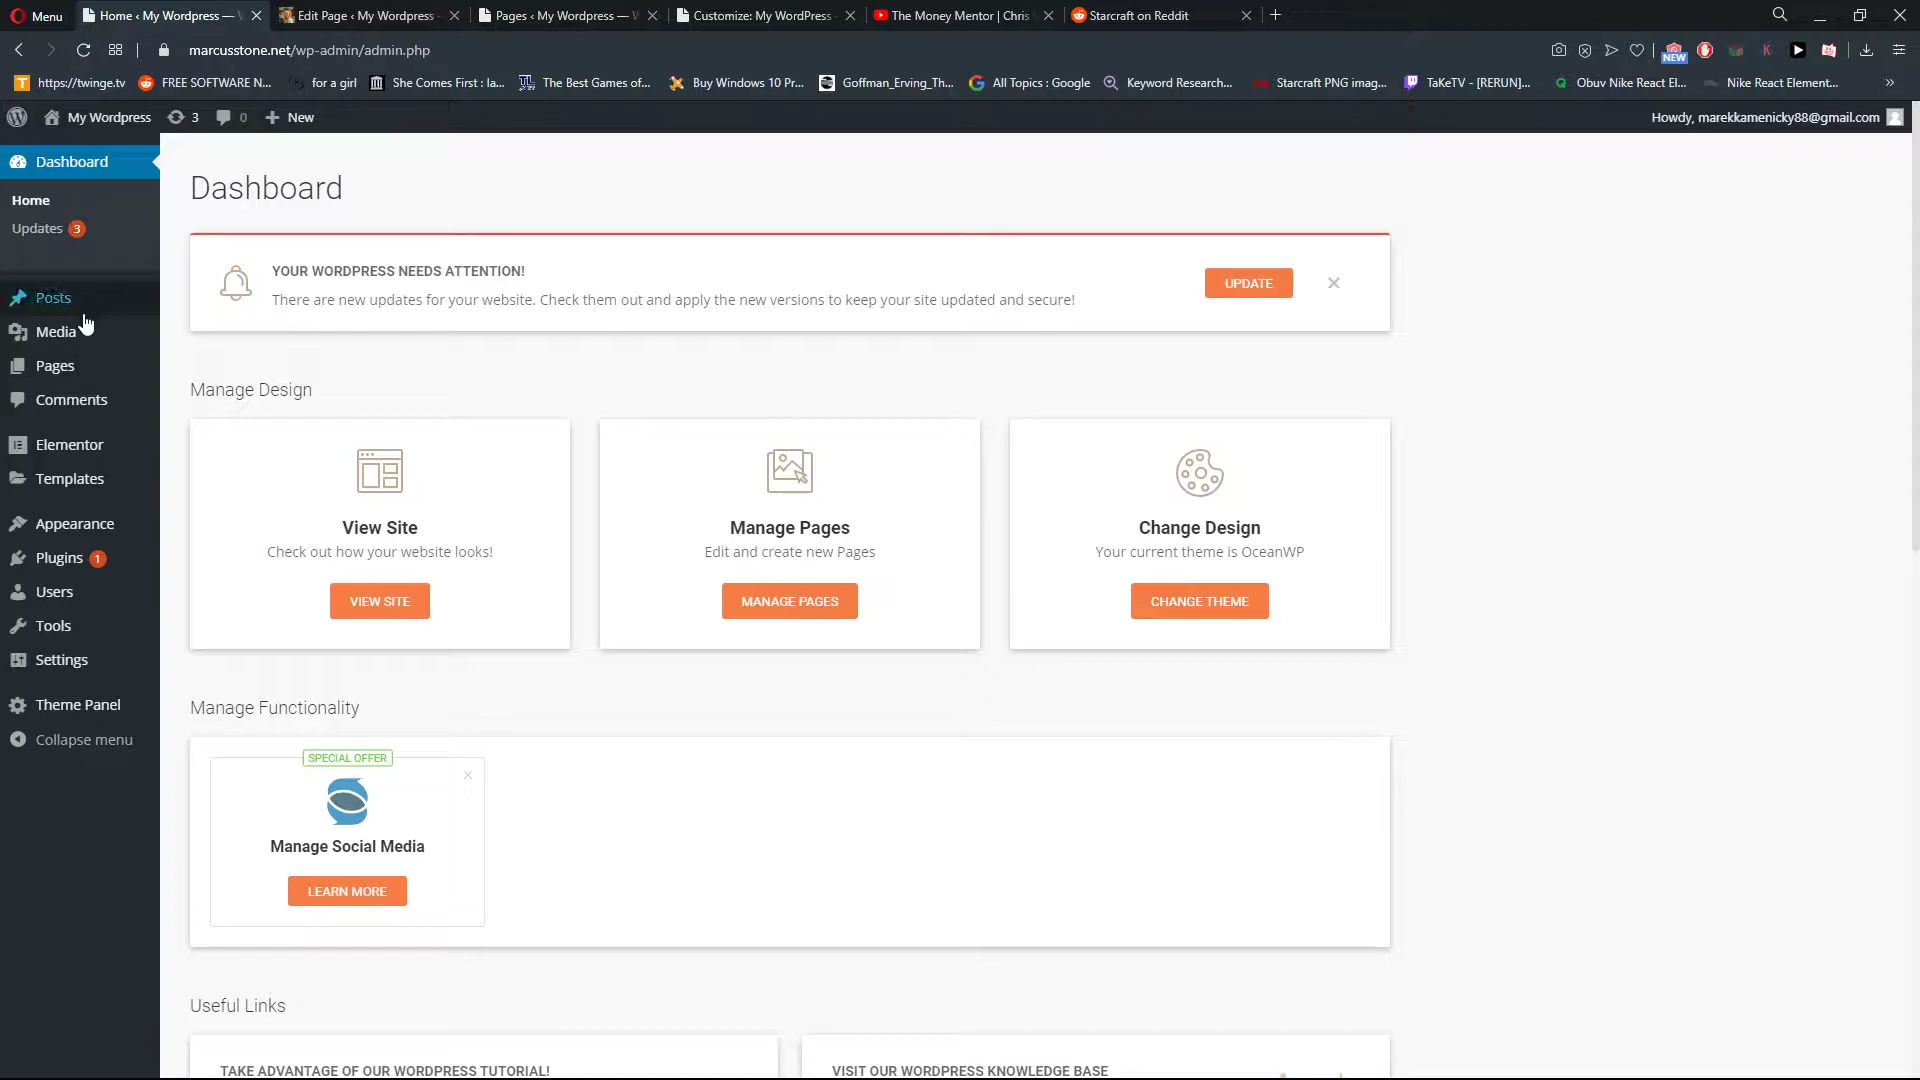 Menu
Home ‹ My Wordpress —
Edit Page ‹ My Wordpress
Pages ‹ My Wordpress —
Customize: My WordPress
The Money Mentor | Chris
Starcraft on Reddit
marcusstone.net/wp-admin/admin.php
NEW
https://twinge.tv
FREE SOFTWARE N...
for a girl
She Comes First : la...
The Best Games of...
Buy Windows 10 Pr...
Goffman_Erving_Th...
All Topics : Google
Keyword Research...
Starcraft PNG imag...
TaKeTV - [RERUN]...
Obuv Nike React El...
Nike React Element...
»
My Wordpress
3
0
New
Howdy, marekkamenicky88@gmail.com
Dashboard
Home
Updates 3
Posts
Media
Pages
Comments
Elementor
Templates
Appearance
Plugins 1
Users
Tools
Settings
Theme Panel
Collapse menu
Dashboard
YOUR WORDPRESS NEEDS ATTENTION!
There are new updates for your website. Check them out and apply the new versions to keep your site updated and secure!
UPDATE
Manage Design
View Site
Check out how your website looks!
VIEW SITE
Manage Pages
Edit and create new Pages
MANAGE PAGES
Change Design
Your current theme is OceanWP
CHANGE THEME
Manage Functionality
SPECIAL OFFER
Manage Social Media
LEARN MORE
Useful Links
TAKE ADVANTAGE OF OUR WORDPRESS TUTORIAL!
VISIT OUR WORDPRESS KNOWLEDGE BASE